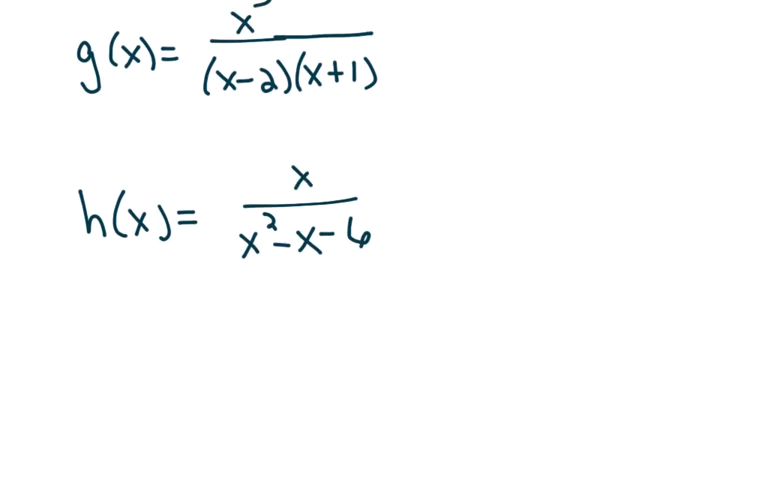 g(x)= x / (x-2)(x+1)
h(x)= x / x²-x-6